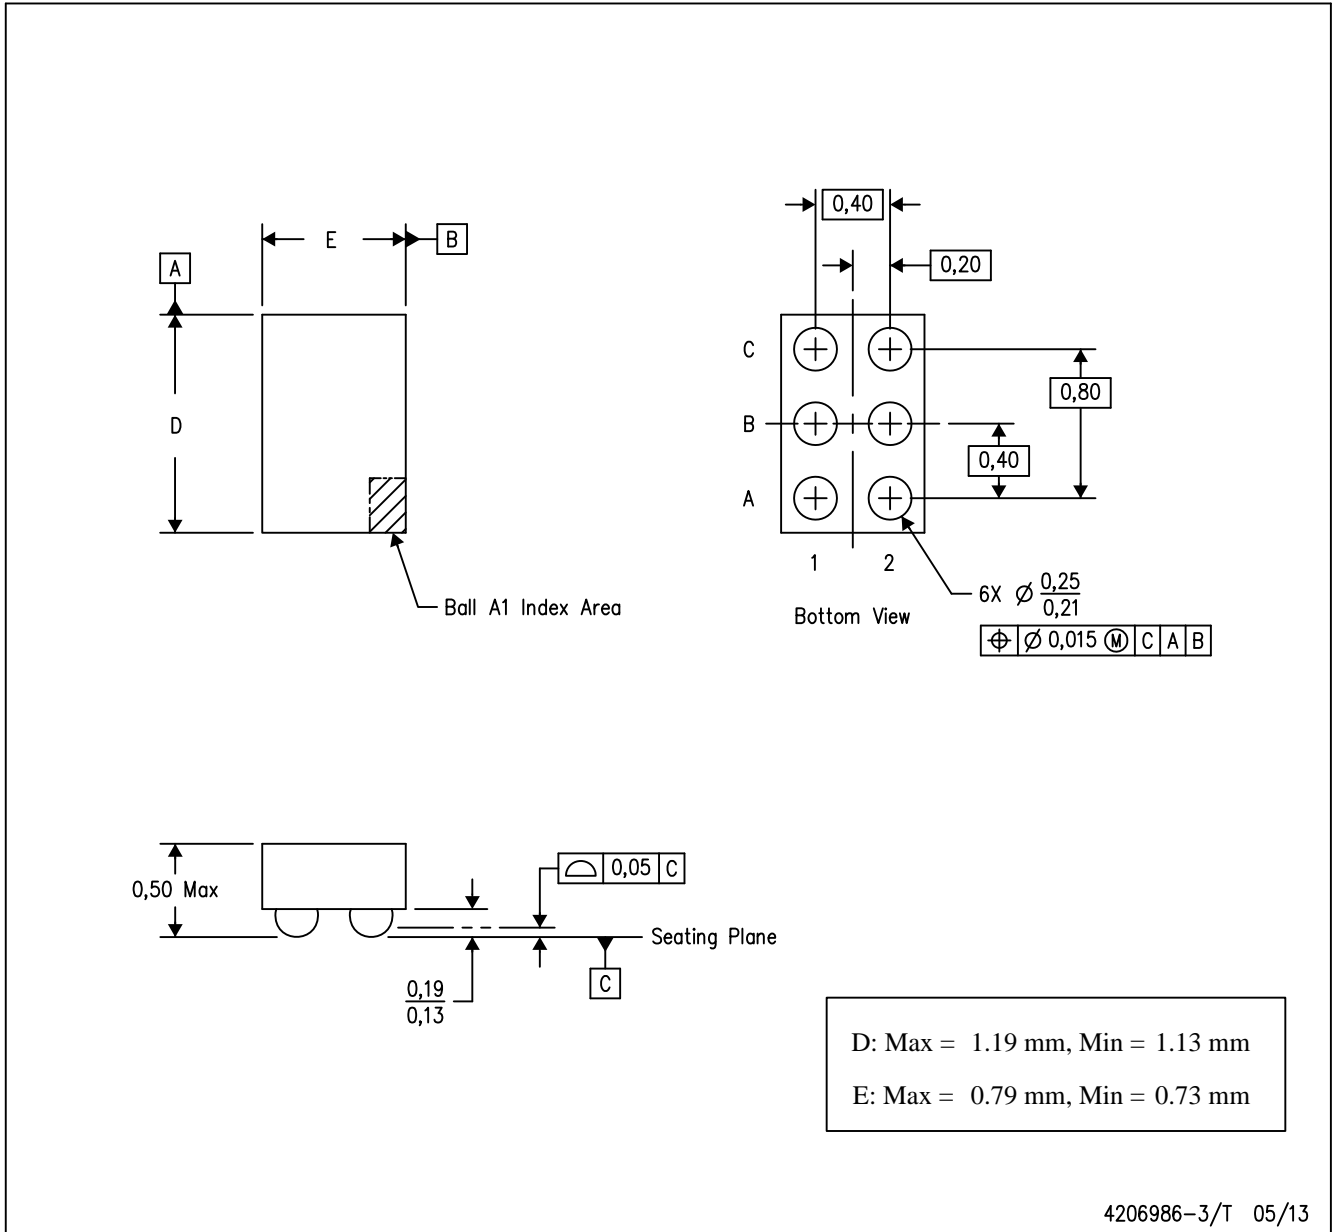 0,40
E
B
A
0,20
C
0,80
D
B
0,40
A
1 2
6X Ø 0,25
0,21
Ball A1 Index Area
Bottom View
⌖ Ø 0,015 Ⓜ C A B
0,50 Max
⌓ 0,05 C
Seating Plane
C
0,19
0,13
D: Max = 1.19 mm, Min = 1.13 mm
E: Max = 0.79 mm, Min = 0.73 mm
4206986-3/T 05/13